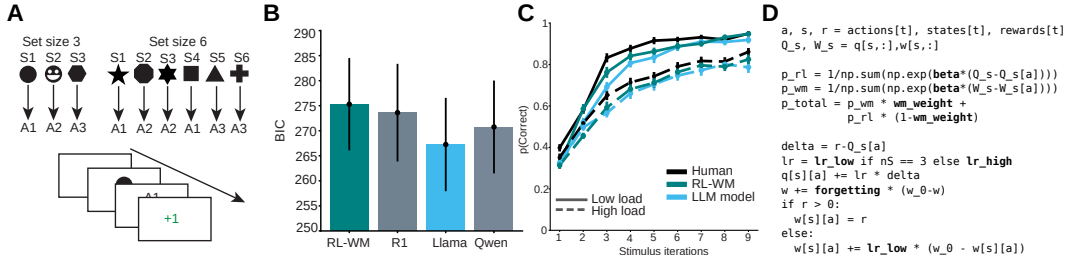 A
Set size 3
Set size 6
S1 S2 S3
S1 S2 S3 S4 S5 S6
A1 A2 A3
A1 A2 A3 A1 A3 A3
+1
B
BIC
290
285
280
275
270
265
260
255
250
RL-WM R1 Llama Qwen
C
p(Correct)
1
0.8
0.6
0.4
0.2
0
Human
RL-WM
LLM model
Low load
High load
1 2 3 4 5 6 7 8 9
Stimulus iterations
D
a, s, r = actions[t], states[t], rewards[t]
Q_s, W_s = q[s,:],w[s,:]
p_rl = 1/np.sum(np.exp(beta*(Q_s-Q_s[a])))
p_wm = 1/np.sum(np.exp(beta*(W_s-W_s[a])))
p_total = p_wm * wm_weight +
p_rl * (1-wm_weight)
delta = r-Q_s[a]
lr = lr_low if nS == 3 else lr_high
q[s][a] += lr * delta
w += forgetting * (w_0-w)
if r > 0:
w[s][a] = r
else:
w[s][a] += lr_low * (w_0 - w[s][a])